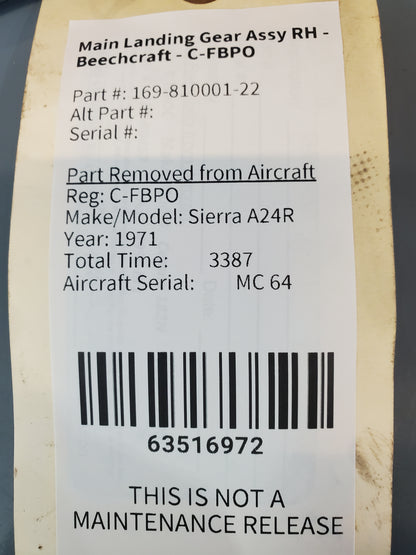 Main Landing Gear Assy RH -
Beechcraft - C-FBPO
Part #: 169-810001-22
Alt Part #:
Serial #:
Part Removed from Aircraft
Reg: C-FBPO
Make/Model: Sierra A24R
Year: 1971
Total Time: 3387
Aircraft Serial: MC 64
63516972
THIS IS NOT A
MAINTENANCE RELEASE